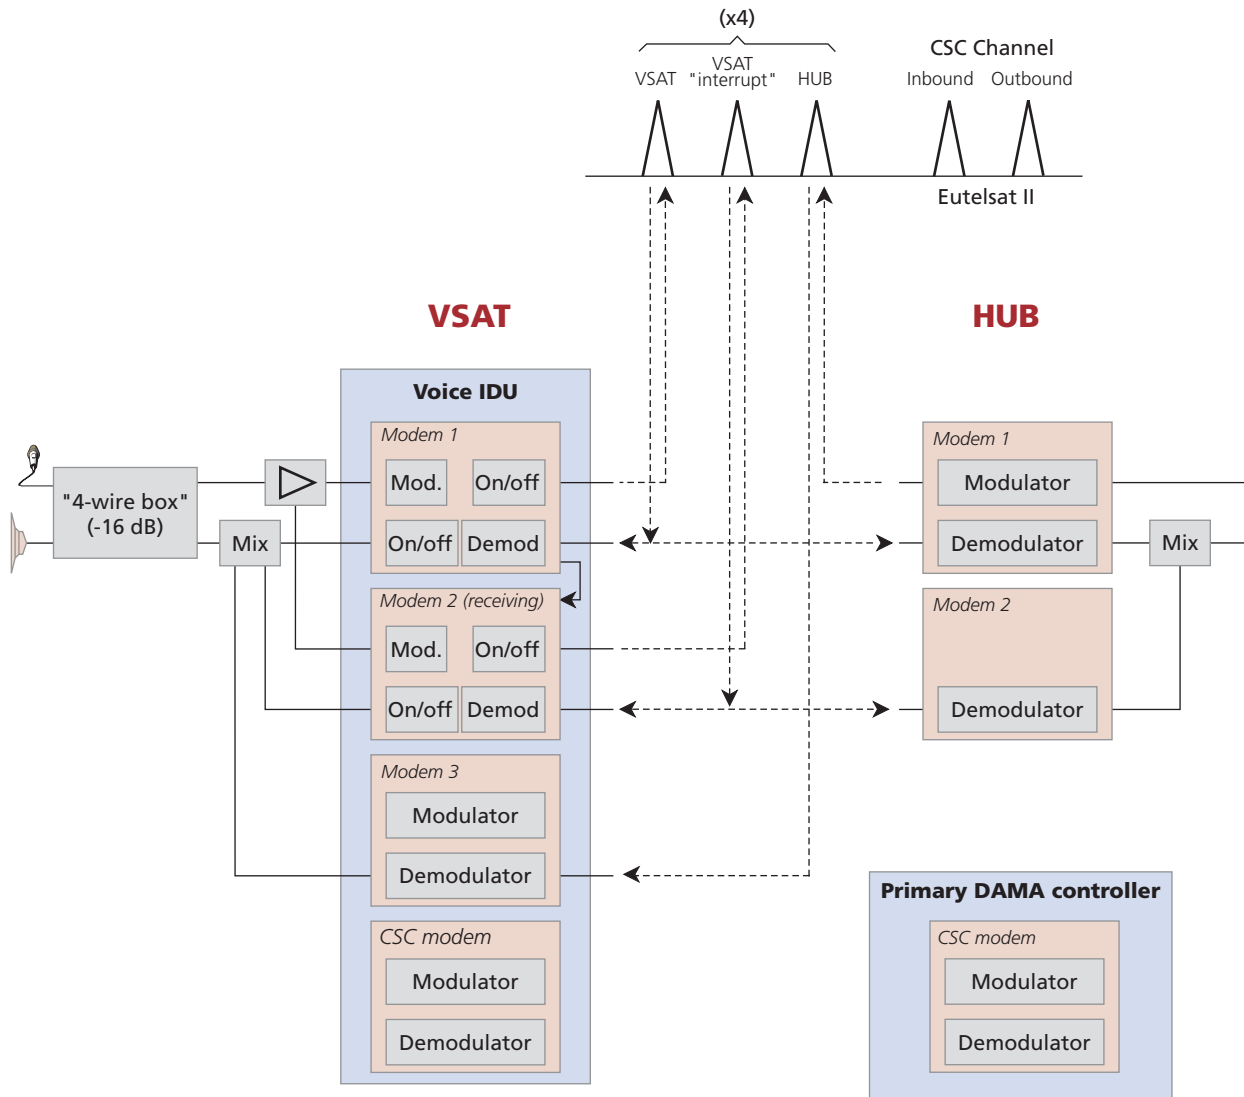 (x4)
CSC Channel
VSAT
VSAT
"interrupt"
HUB
Inbound
Outbound
Eutelsat II
VSAT
HUB
Voice IDU
Modem 1
Mod.
On/off
On/off
Demod
"4-wire box"
(-16 dB)
Mix
Modem 2 (receiving)
Mod.
On/off
On/off
Demod
Modem 3
Modulator
Demodulator
CSC modem
Modulator
Demodulator
Modem 1
Modulator
Demodulator
Mix
Modem 2
Demodulator
Primary DAMA controller
CSC modem
Modulator
Demodulator